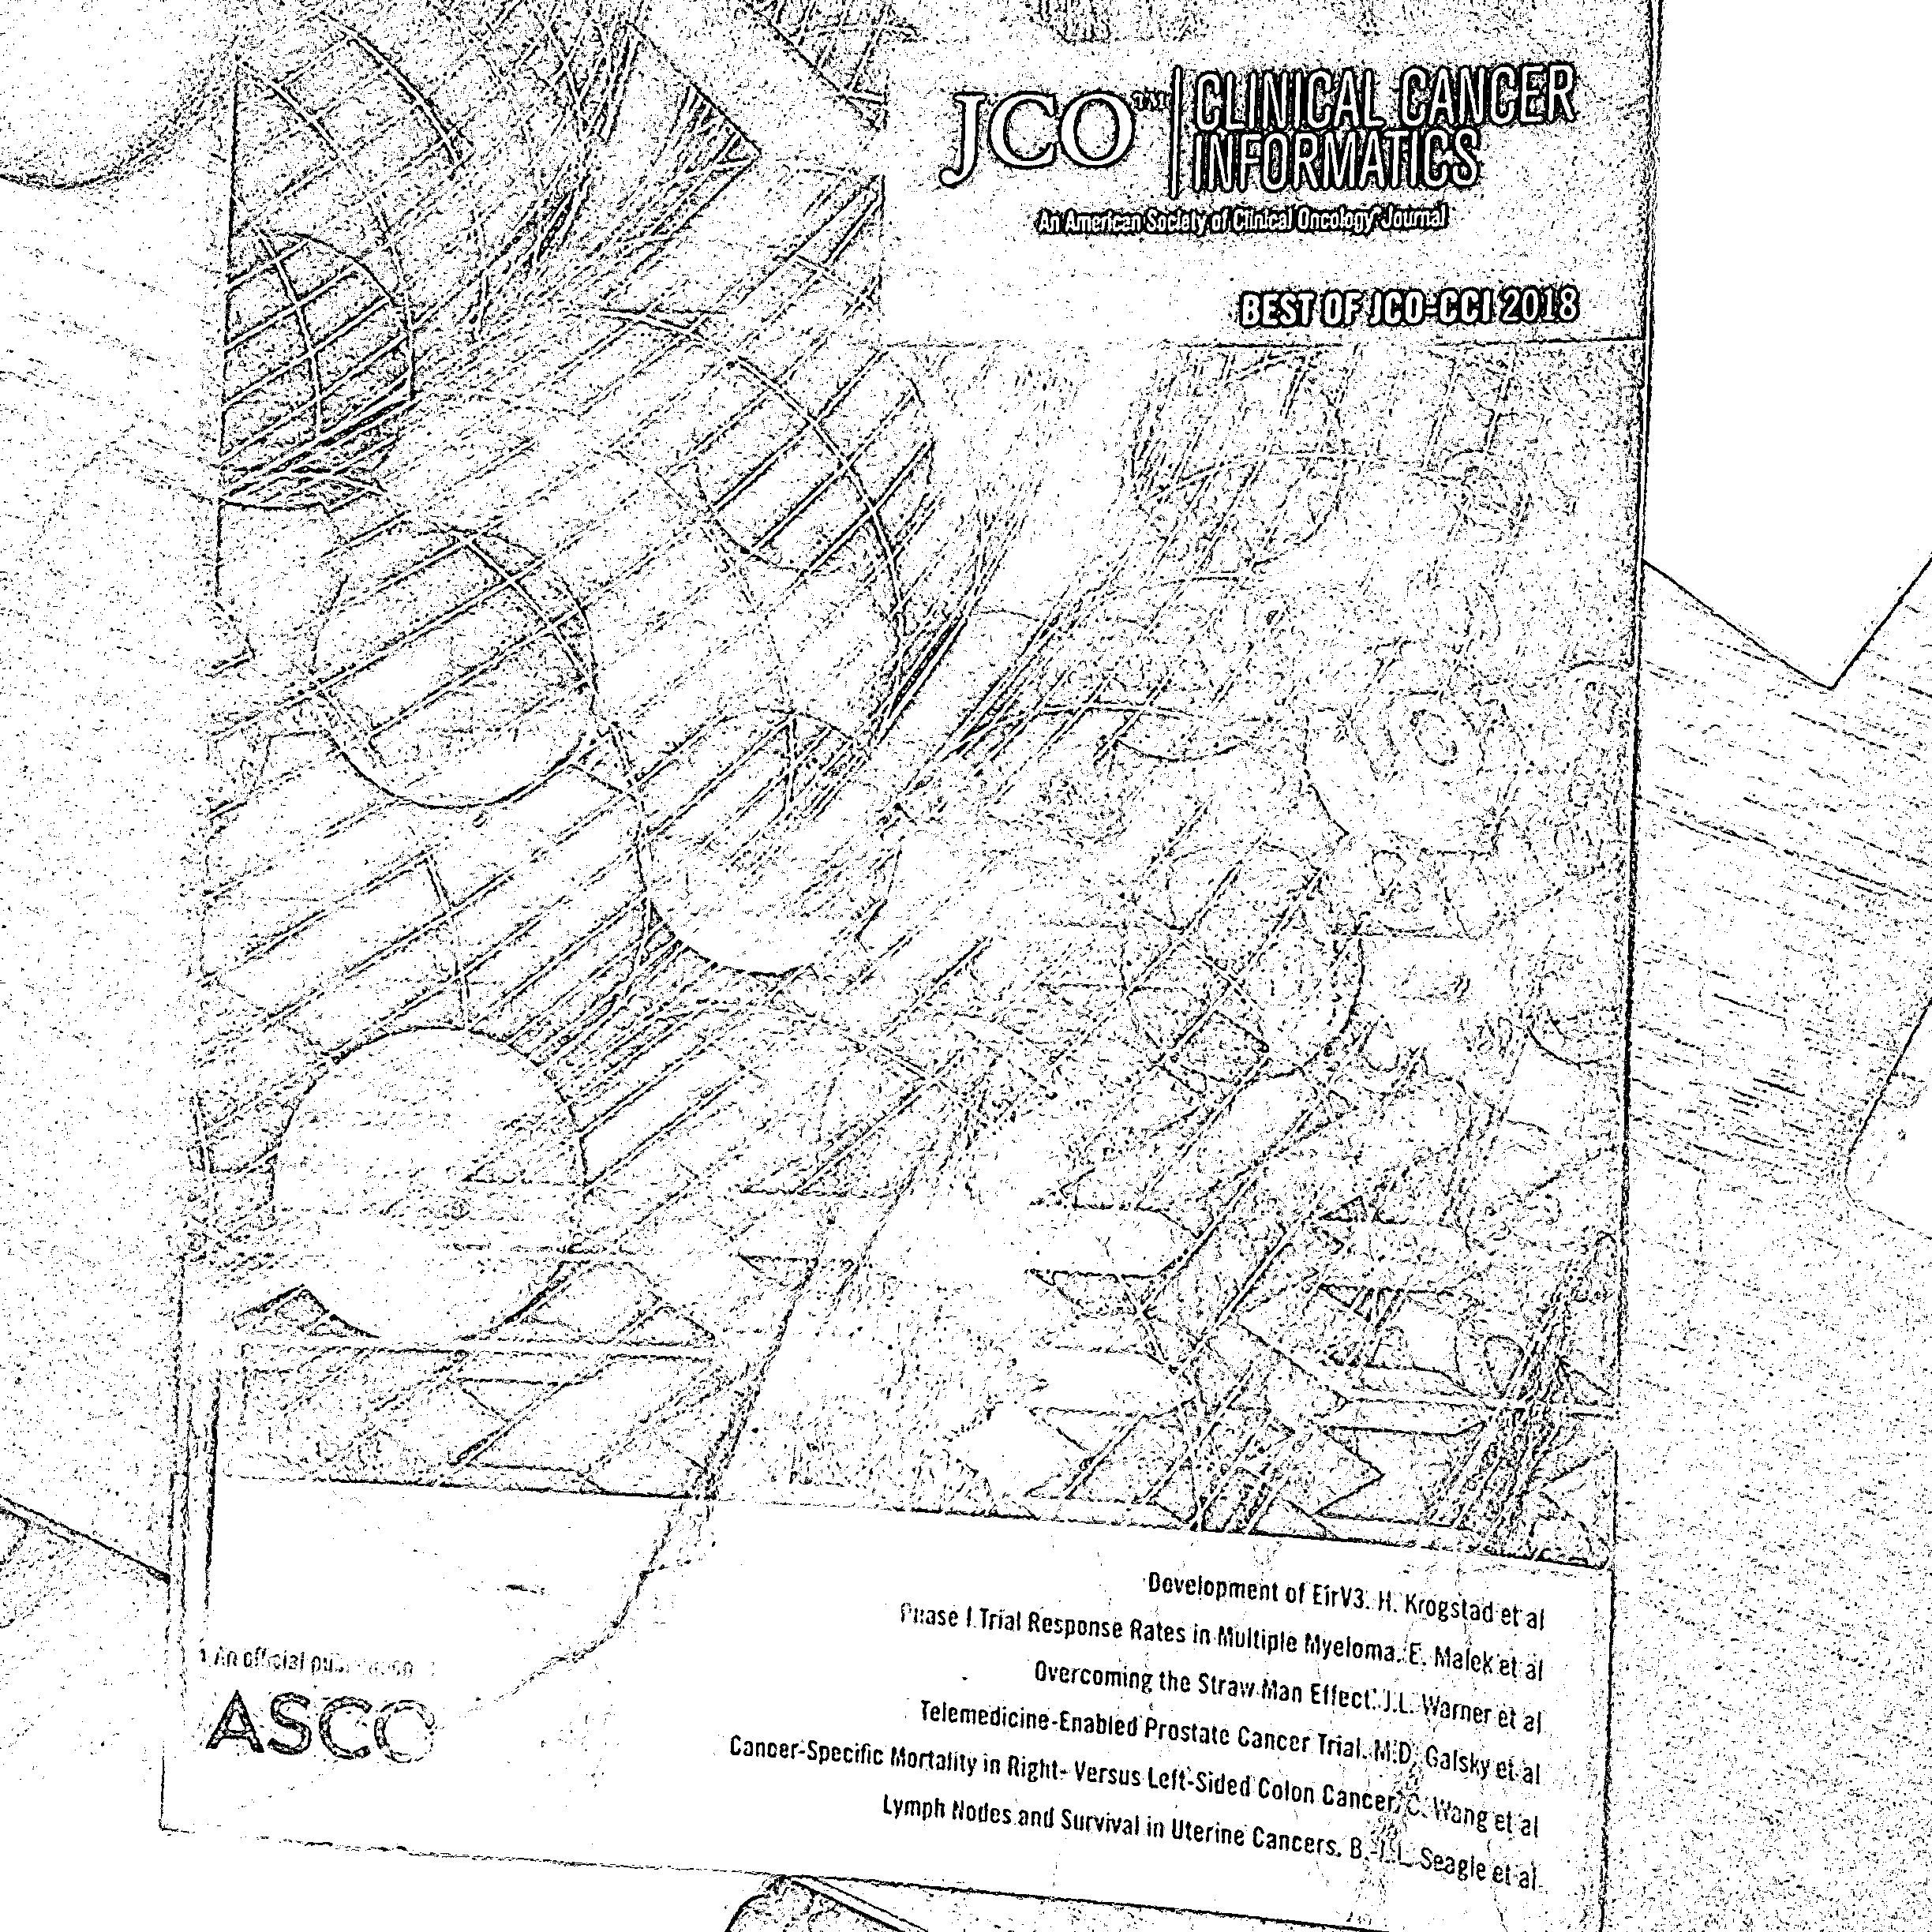 JCO™ CLINICAL CANCER
INFORMATICS
An American Society of Clinical Oncology Journal
BEST OF JCO-CCI 2018
Development of EirV3. H. Krogstad et al
Phase I Trial Response Rates in Multiple Myeloma. E. Malek et al
Overcoming the Straw Man Effect. J.L. Warner et al
Telemedicine-Enabled Prostate Cancer Trial. M.D. Galsky et al
Cancer-Specific Mortality in Right- Versus Left-Sided Colon Cancer. C. Wang et al
Lymph Nodes and Survival in Uterine Cancers. B.-L.L. Seagle et al
An official publication
ASCO